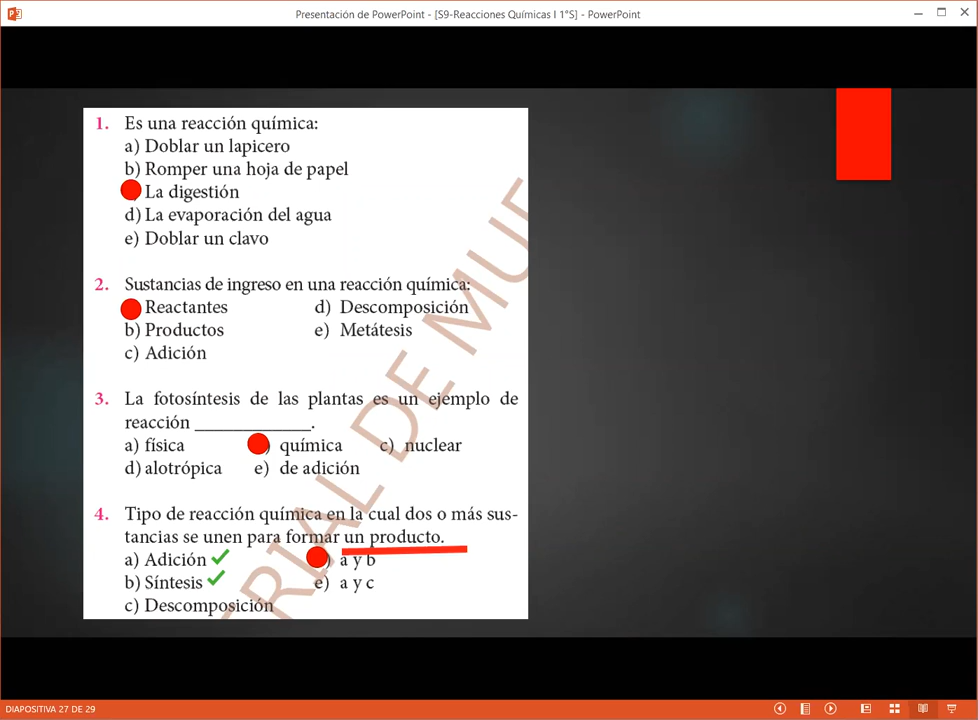 Presentación de PowerPoint - [S9-Reacciones Químicas I 1°S] - PowerPoint
1. Es una reacción química:
a) Doblar un lapicero
b) Romper una hoja de papel
La digestión
d) La evaporación del agua
e) Doblar un clavo
2. Sustancias de ingreso en una reacción química:
Reactantes d) Descomposición
b) Productos e) Metátesis
c) Adición
3. La fotosíntesis de las plantas es un ejemplo de
reacción ____________.
a) física ) química c) nuclear
d) alotrópica e) de adición
4. Tipo de reacción química en la cual dos o más sus-
tancias se unen para formar un producto.
a) Adición ✓ ) a y b
b) Síntesis ✓ e) a y c
c) Descomposición
TERIAL DE MUE
DIAPOSITIVA 27 DE 29